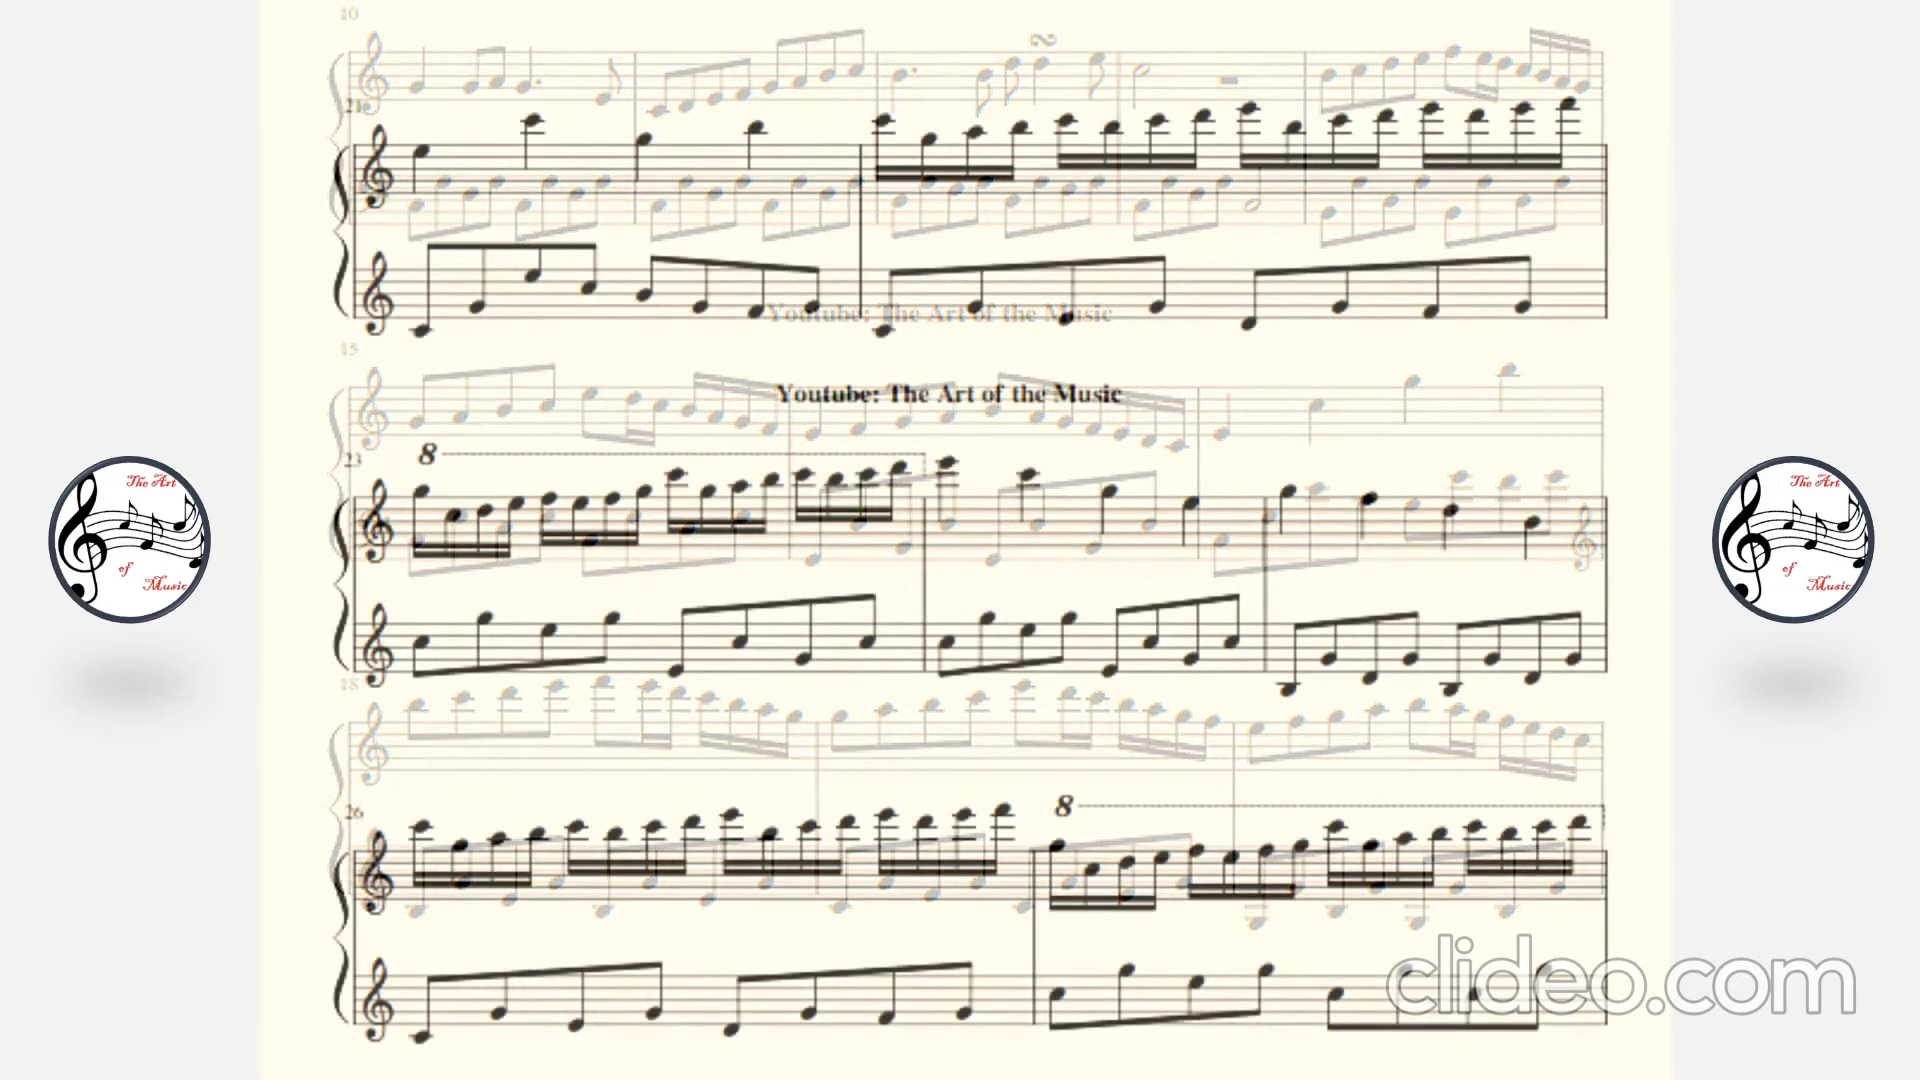 10
21
Youtube: The Art of the Music
15
Youtube: The Art of the Music
23
8
The Art
of
Music
The Art
of
Music
18
26
8
clideo.com